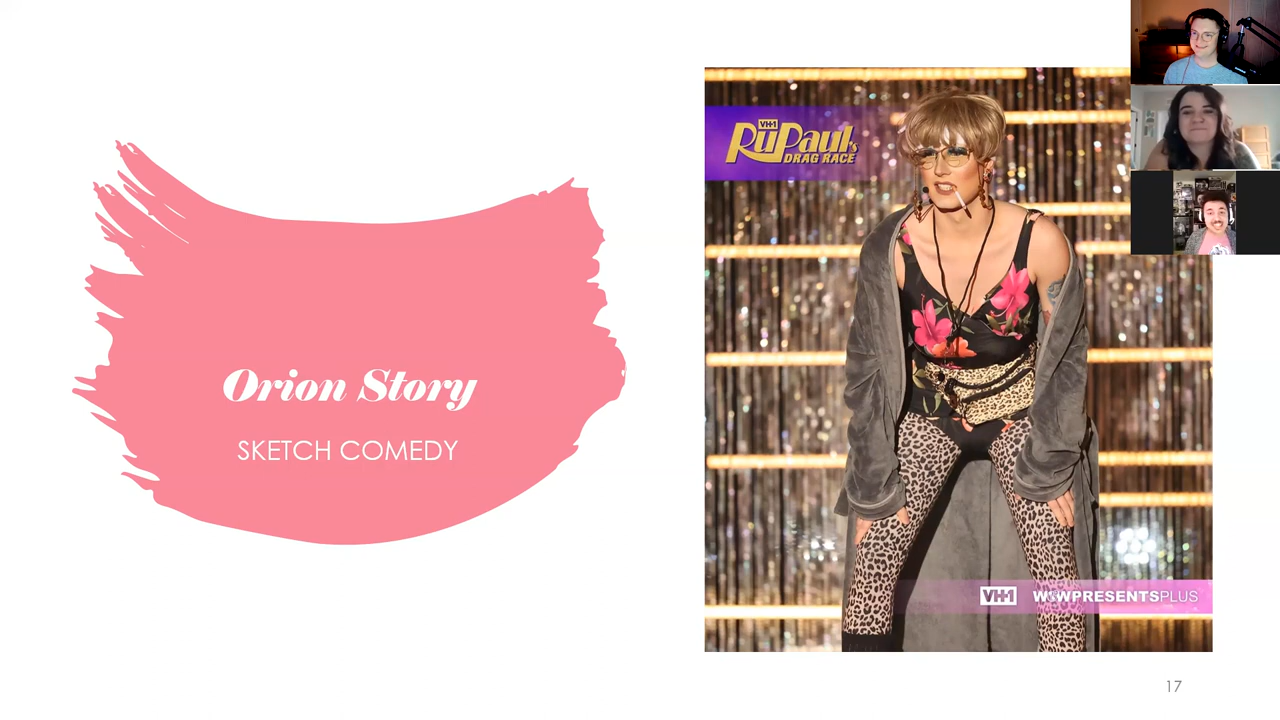 VH1
RuPaul's
DRAG RACE
Orion Story
SKETCH COMEDY
VH1 WOWPRESENTSPLUS
17